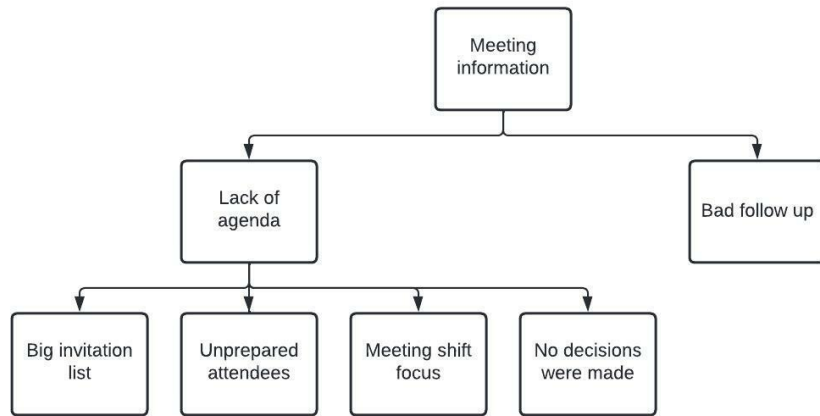 Meeting
information
Lack of
agenda
Bad follow up
Big invitation
list
Unprepared
attendees
Meeting shift
focus
No decisions
were made